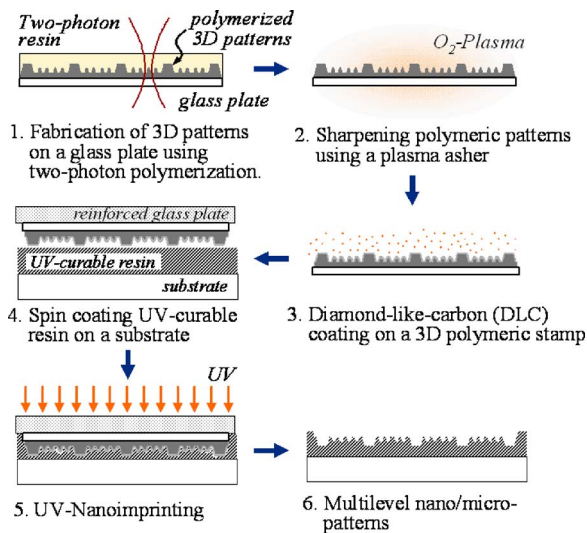 Two-photon resin
polymerized 3D patterns
glass plate
1. Fabrication of 3D patterns
on a glass plate using
two-photon polymerization.
O2-Plasma
2. Sharpening polymeric patterns
using a plasma asher
reinforced glass plate
UV-curable resin
substrate
4. Spin coating UV-curable
resin on a substrate
3. Diamond-like-carbon (DLC)
coating on a 3D polymeric stamp
UV
5. UV-Nanoimprinting
6. Multilevel nano/micro-
patterns